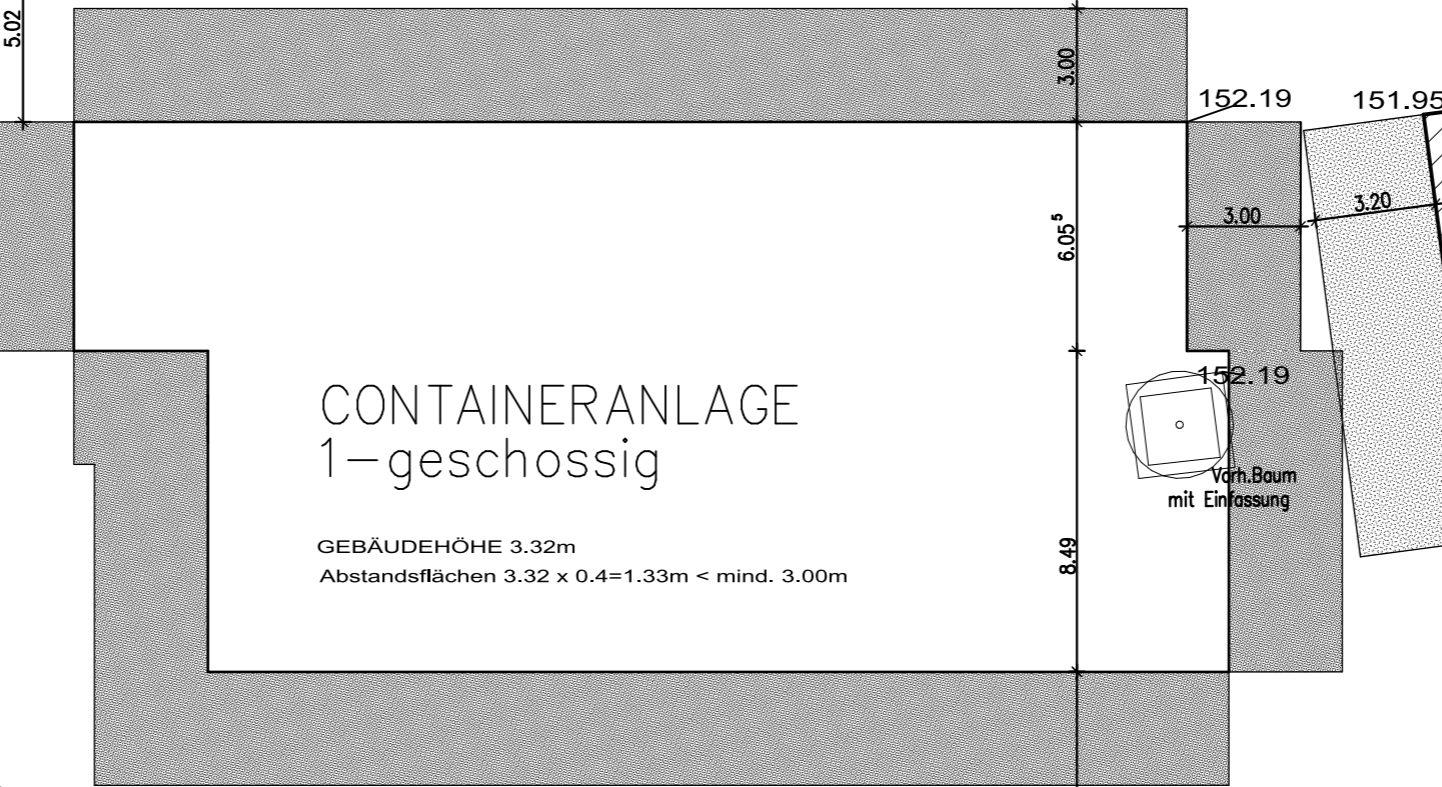 5.02
3.00
152.19
151.95
6.05⁵
3.00
3.20
152.19
CONTAINERANLAGE
1-geschossig
Vorh.Baum
mit Einfassung
GEBÄUDEHÖHE 3.32m
Abstandsflächen 3.32 x 0.4=1.33m < mind. 3.00m
8.49